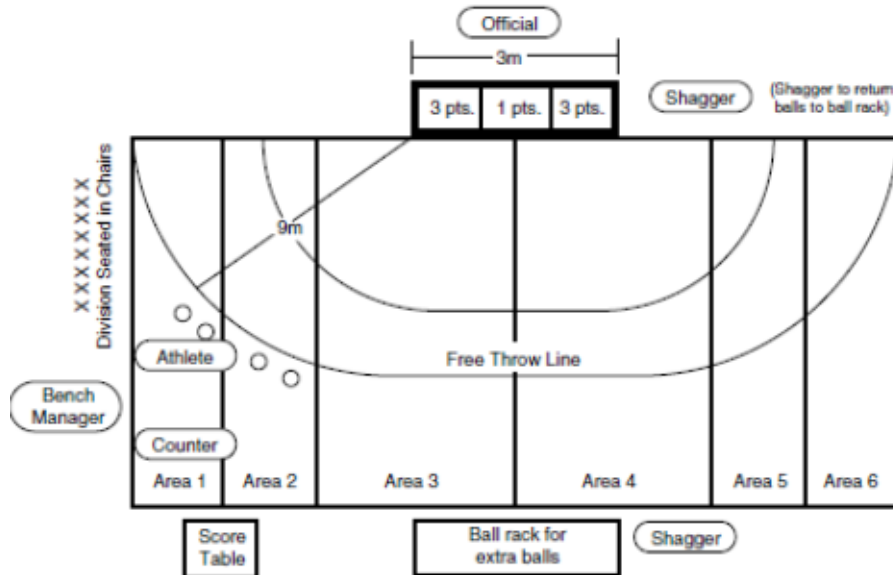 Official
3m
3 pts.
1 pts.
3 pts.
Shagger
(Shagger to return
balls to ball rack)
X X X X X X X X X
Division Seated in Chairs
9m
Athlete
Free Throw Line
Bench
Manager
Counter
Area 1
Area 2
Area 3
Area 4
Area 5
Area 6
Score
Table
Ball rack for
extra balls
Shagger